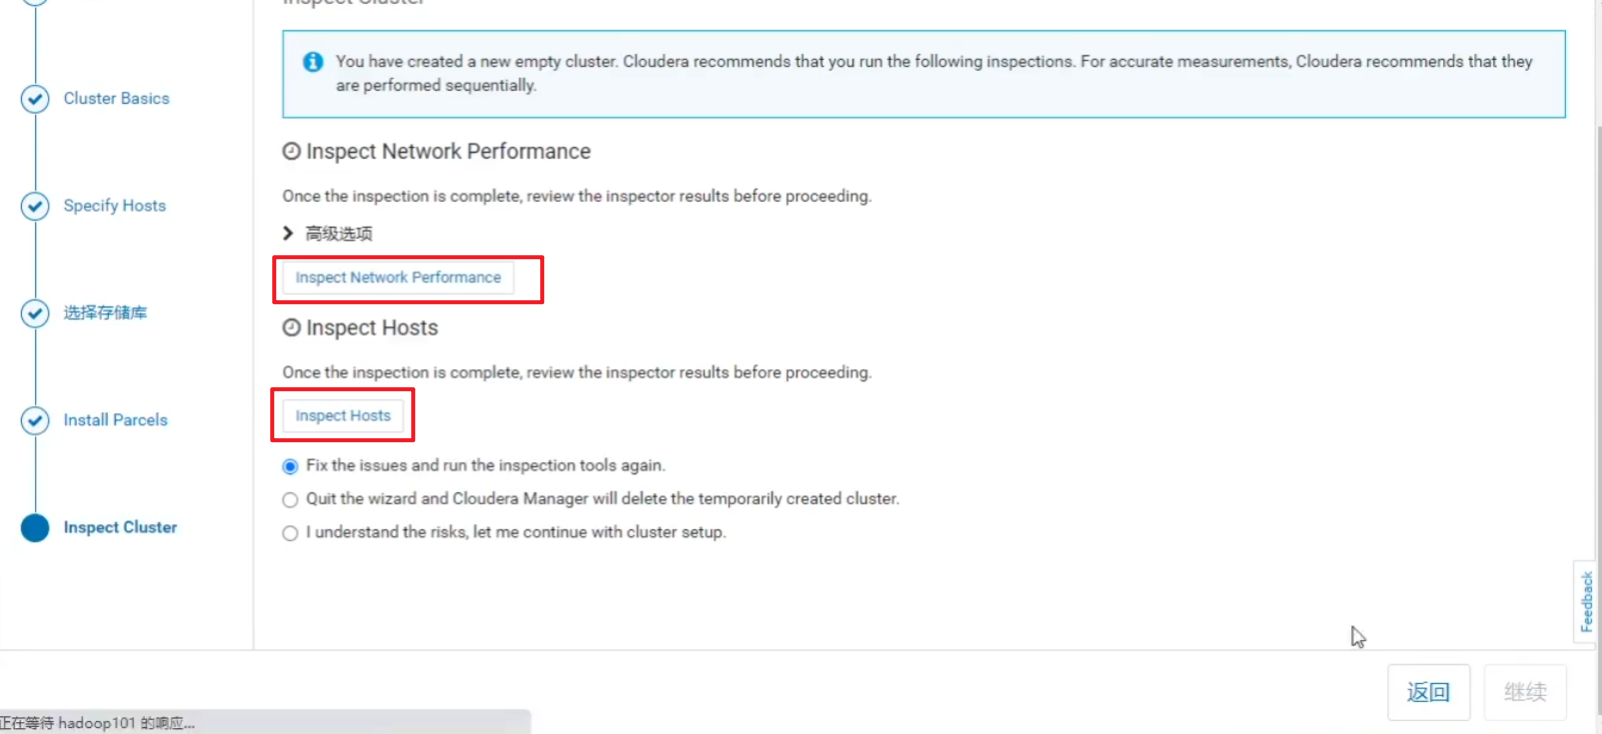 Inspect Cluster
You have created a new empty cluster. Cloudera recommends that you run the following inspections. For accurate measurements, Cloudera recommends that they
are performed sequentially.
Cluster Basics
Specify Hosts
选择存储库
Install Parcels
Inspect Cluster
Inspect Network Performance
Once the inspection is complete, review the inspector results before proceeding.
高级选项
Inspect Network Performance
Inspect Hosts
Once the inspection is complete, review the inspector results before proceeding.
Inspect Hosts
Fix the issues and run the inspection tools again.
Quit the wizard and Cloudera Manager will delete the temporarily created cluster.
I understand the risks, let me continue with cluster setup.
Feedback
返回
继续
正在等待 hadoop101 的响应...